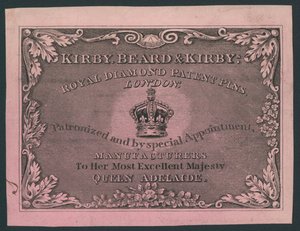 KIRBY, BEARD & KIRBY;
ROYAL DIAMOND PATENT PINS,
LONDON.
Patronized and by special Appointment,
MANUFACTURERS
To Her Most Excellent Majesty
QUEEN ADELAIDE.